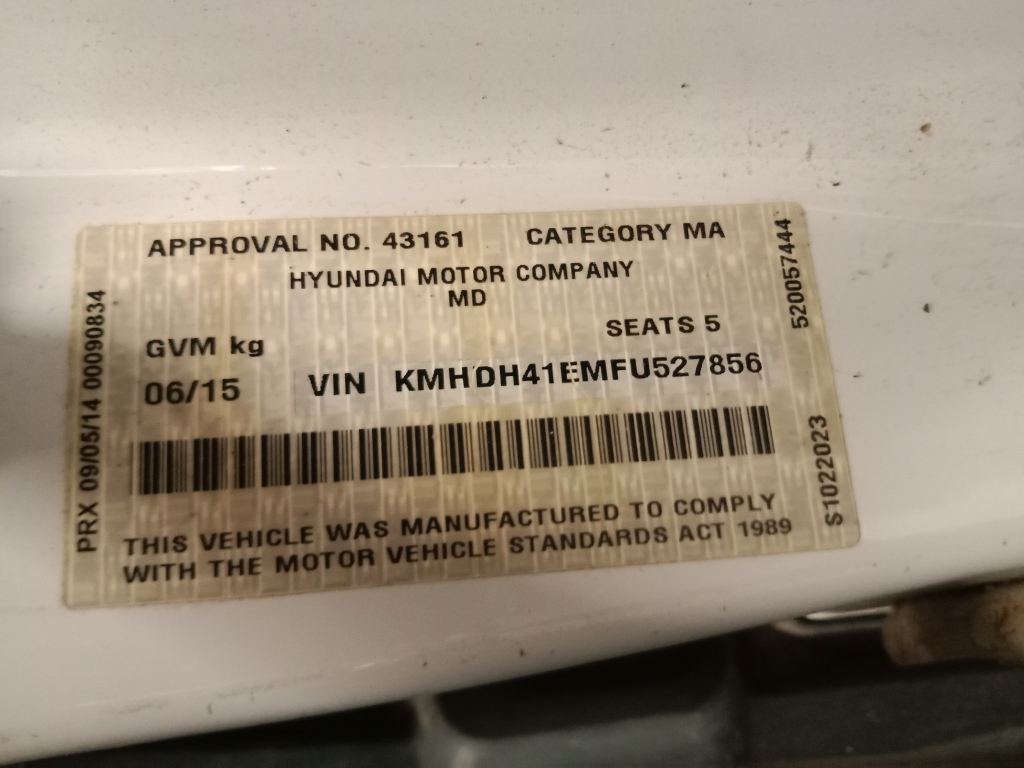 APPROVAL NO. 43161 CATEGORY MA
HYUNDAI MOTOR COMPANY
MD
SEATS 5
GVM kg
06/15 VIN KMHDH41EMFU527856
THIS VEHICLE WAS MANUFACTURED TO COMPLY
WITH THE MOTOR VEHICLE STANDARDS ACT 1989
PRX 09/05/14 00090834
520057444
S1022023